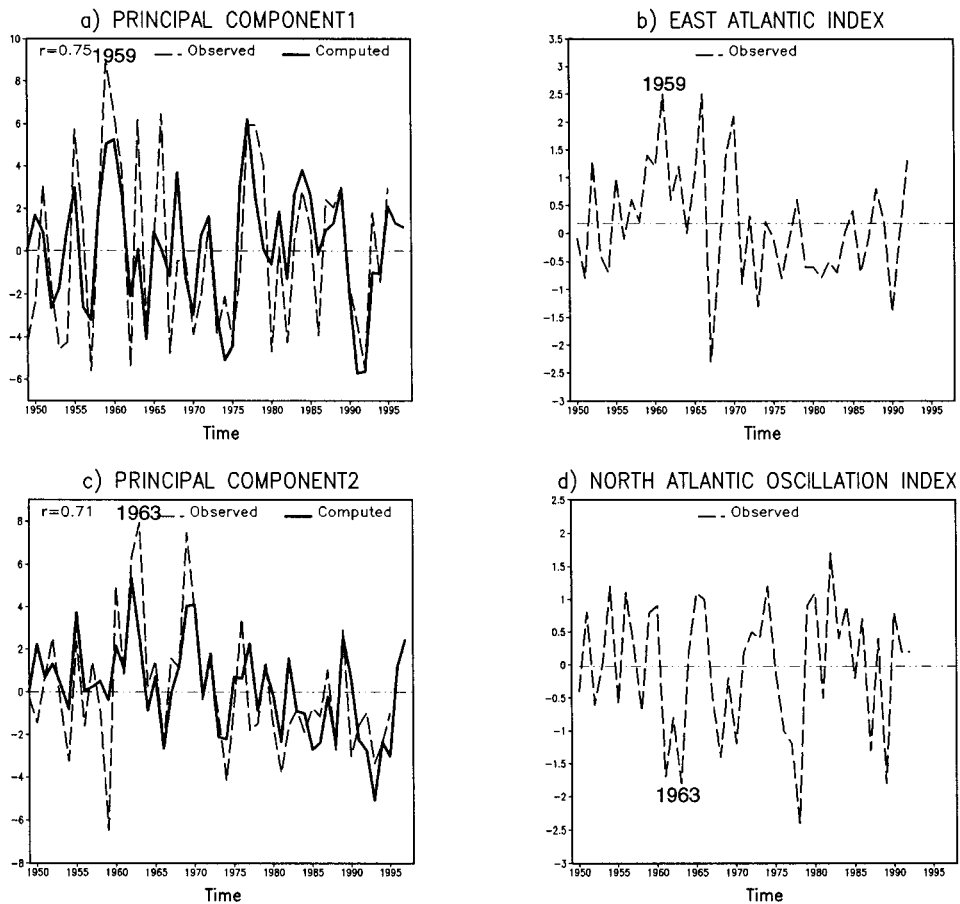 a) PRINCIPAL COMPONENT1
r=0.75 1959 Observed Computed
10
8
6
4
2
0
−2
−4
−6
1950 1955 1960 1965 1970 1975 1980 1985 1990 1995
Time
b) EAST ATLANTIC INDEX
Observed
1959
3.5
3
2.5
2
1.5
1
0.5
0
−0.5
−1
−1.5
−2
−2.5
−3
1950 1955 1960 1965 1970 1975 1980 1985 1990 1995
Time
c) PRINCIPAL COMPONENT2
r=0.71 1963 Observed Computed
8
6
4
2
0
−2
−4
−6
−8
1950 1955 1960 1965 1970 1975 1980 1985 1990 1995
Time
d) NORTH ATLANTIC OSCILLATION INDEX
Observed
2.5
2
1.5
1
0.5
0
−0.5
−1
−1.5
−2
−2.5
−3
1963
1950 1955 1960 1965 1970 1975 1980 1985 1990 1995
Time